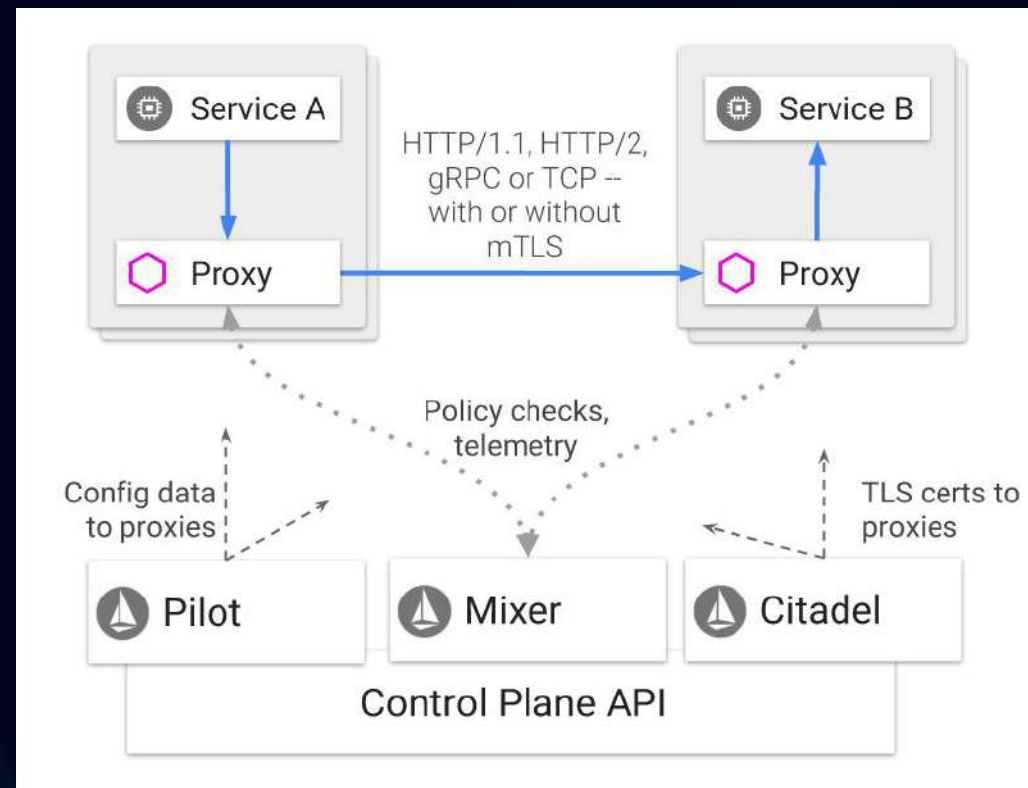 Service A
Service B
HTTP/1.1, HTTP/2,
gRPC or TCP --
with or without
mTLS
Proxy
Proxy
Policy checks,
telemetry
Config data
to proxies
TLS certs to
proxies
Pilot
Mixer
Citadel
Control Plane API